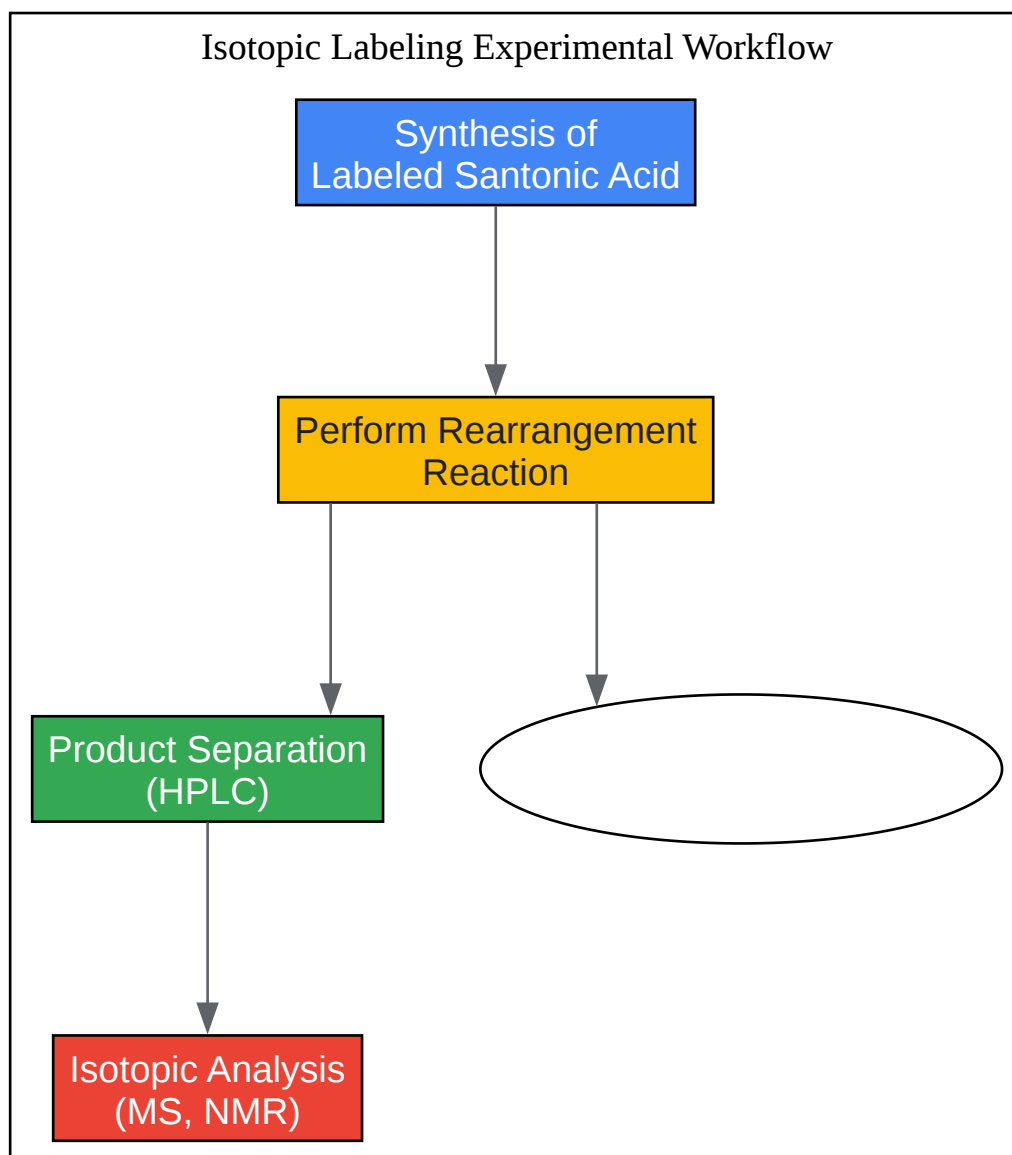 Isotopic Labeling Experimental Workflow
Synthesis of
Labeled Santonic Acid
Perform Rearrangement
Reaction
Product Separation
(HPLC)
Isotopic Analysis
(MS, NMR)